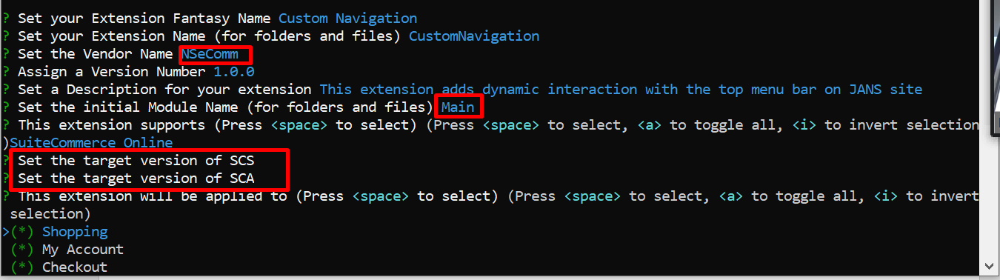 ? Set your Extension Fantasy Name Custom Navigation
? Set your Extension Name (for folders and files) CustomNavigation
? Set the Vendor Name NSeComm
? Assign a Version Number 1.0.0
? Set a Description for your extension This extension adds dynamic interaction with the top menu bar on JANS site
? Set the initial Module Name (for folders and files) Main
? This extension supports (Press <space> to select) (Press <space> to select, <a> to toggle all, <i> to invert selection
)SuiteCommerce Online
? Set the target version of SCS
? Set the target version of SCA
? This extension will be applied to (Press <space> to select) (Press <space> to select, <a> to toggle all, <i> to invert
selection)
>(*) Shopping
(*) My Account
(*) Checkout